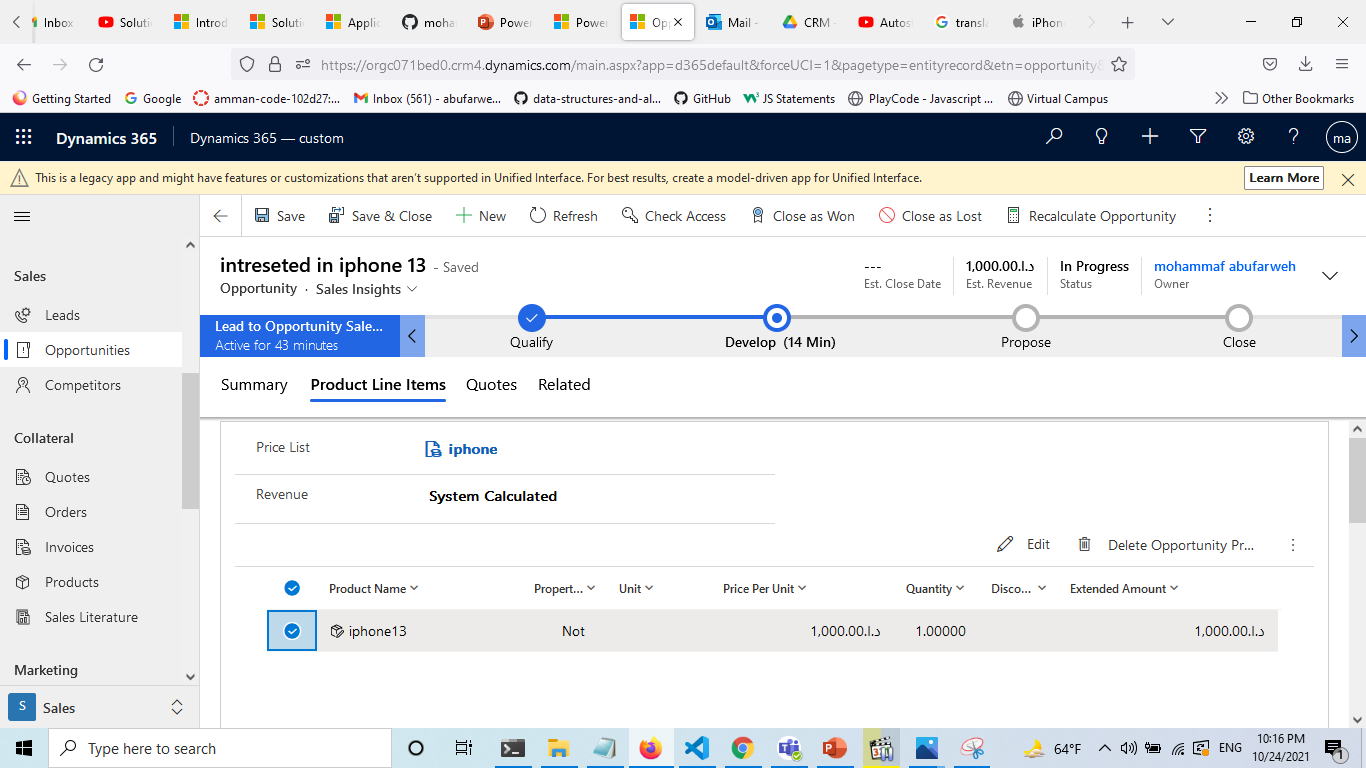 Inbox
Soluti
Introd
Solutio
Applic
moha
Power
Power
Opp
Mail -
CRM -
Autos
transla
iPhon
https://orgc071bed0.crm4.dynamics.com/main.aspx?app=d365default&forceUCI=1&pagetype=entityrecord&etn=opportunity&
Getting Started
Google
amman-code-102d27:...
Inbox (561) - abufarwe...
data-structures-and-al...
GitHub
JS Statements
PlayCode - Javascript ...
Virtual Campus
Other Bookmarks
Dynamics 365
Dynamics 365 — custom
ma
This is a legacy app and might have features or customizations that aren't supported in Unified Interface. For best results, create a model-driven app for Unified Interface.
Learn More
Save
Save & Close
New
Refresh
Check Access
Close as Won
Close as Lost
Recalculate Opportunity
Sales
Leads
Opportunities
Competitors
Collateral
Quotes
Orders
Invoices
Products
Sales Literature
Marketing
S Sales
intreseted in iphone 13 - Saved
Opportunity · Sales Insights
---
Est. Close Date
د.ا.1,000.00
Est. Revenue
In Progress
Status
mohammaf abufarweh
Owner
Lead to Opportunity Sale...
Active for 43 minutes
Qualify
Develop (14 Min)
Propose
Close
Summary
Product Line Items
Quotes
Related
Price List
iphone
Revenue
System Calculated
Edit
Delete Opportunity Pr...
Product Name
Propert...
Unit
Price Per Unit
Quantity
Disco...
Extended Amount
iphone13
Not
د.ا.1,000.00
1.00000
د.ا.1,000.00
Type here to search
64°F
ENG
10:16 PM
10/24/2021
1